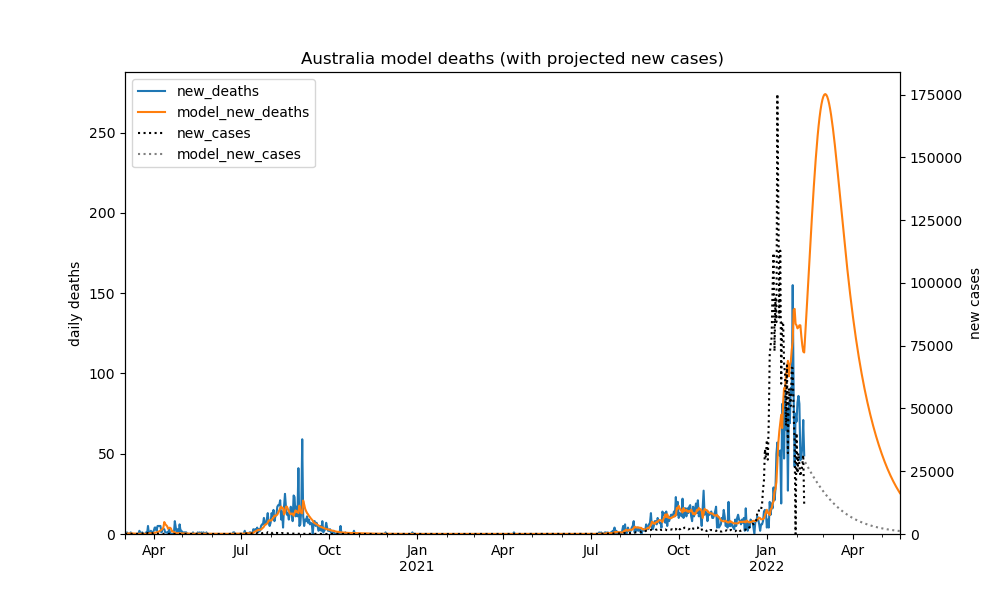 Australia model deaths (with projected new cases)
new_deaths
model_new_deaths
new_cases
model_new_cases
daily deaths
250
200
150
100
50
0
175000
150000
125000
100000
75000
50000
25000
0
new cases
Apr
Jul
Oct
Jan
2021
Apr
Jul
Oct
Jan
2022
Apr